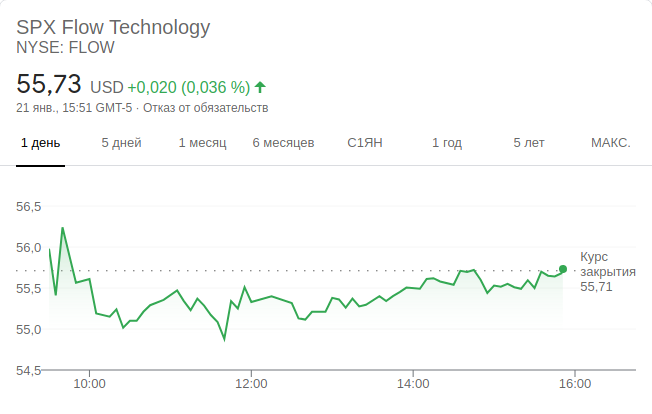 SPX Flow Technology
NYSE: FLOW
55,73 USD +0,020 (0,036 %)
21 янв., 15:51 GMT-5 · Отказ от обязательств
1 день 5 дней 1 месяц 6 месяцев С1ЯН 1 год 5 лет МАКС.
56,5
56,0
Курс
закрытия
55,71
55,5
55,0
54,5
10:00 12:00 14:00 16:00